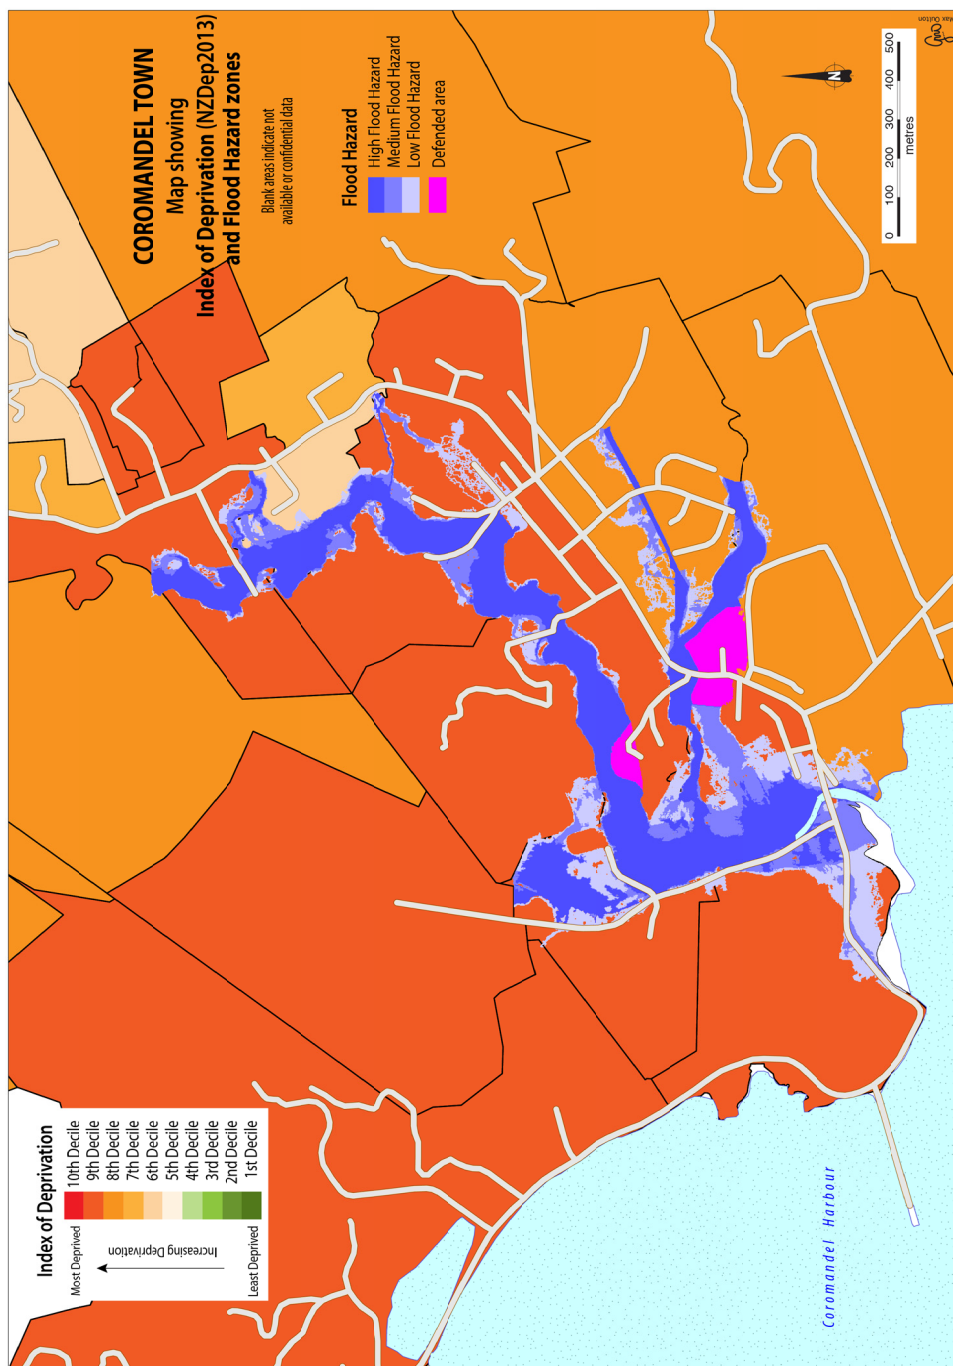 COROMANDEL TOWN
Map showing
Index of Deprivation (NZDep2013)
and Flood Hazard zones
Blank areas indicate not
available or confidential data
Flood Hazard
High Flood Hazard
Medium Flood Hazard
Low Flood Hazard
Defended area
N
0 100 200 300 400 500
metres
Max Oulton
Index of Deprivation
Most Deprived
Increasing Deprivation
Least Deprived
10th Decile
9th Decile
8th Decile
7th Decile
6th Decile
5th Decile
4th Decile
3rd Decile
2nd Decile
1st Decile
Coromandel Harbour